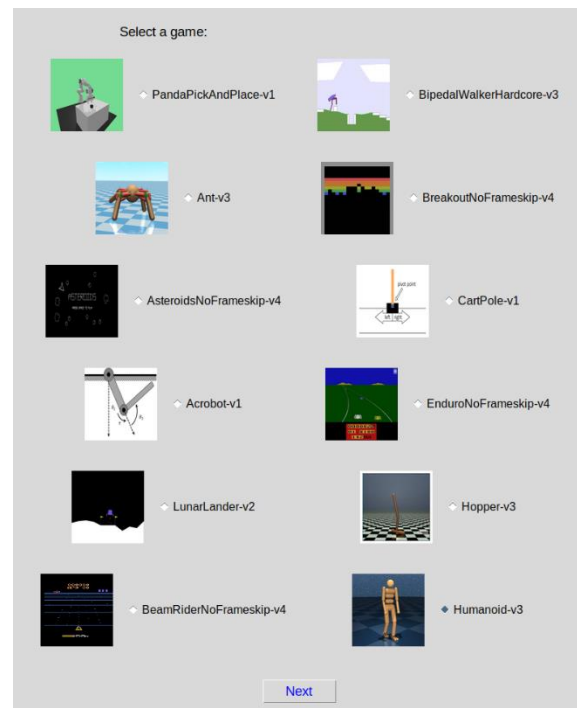 Select a game:
PandaPickAndPlace-v1
BipedalWalkerHardcore-v3
Ant-v3
BreakoutNoFrameskip-v4
AsteroidsNoFrameskip-v4
CartPole-v1
Acrobot-v1
EnduroNoFrameskip-v4
LunarLander-v2
Hopper-v3
BeamRiderNoFrameskip-v4
Humanoid-v3
Next